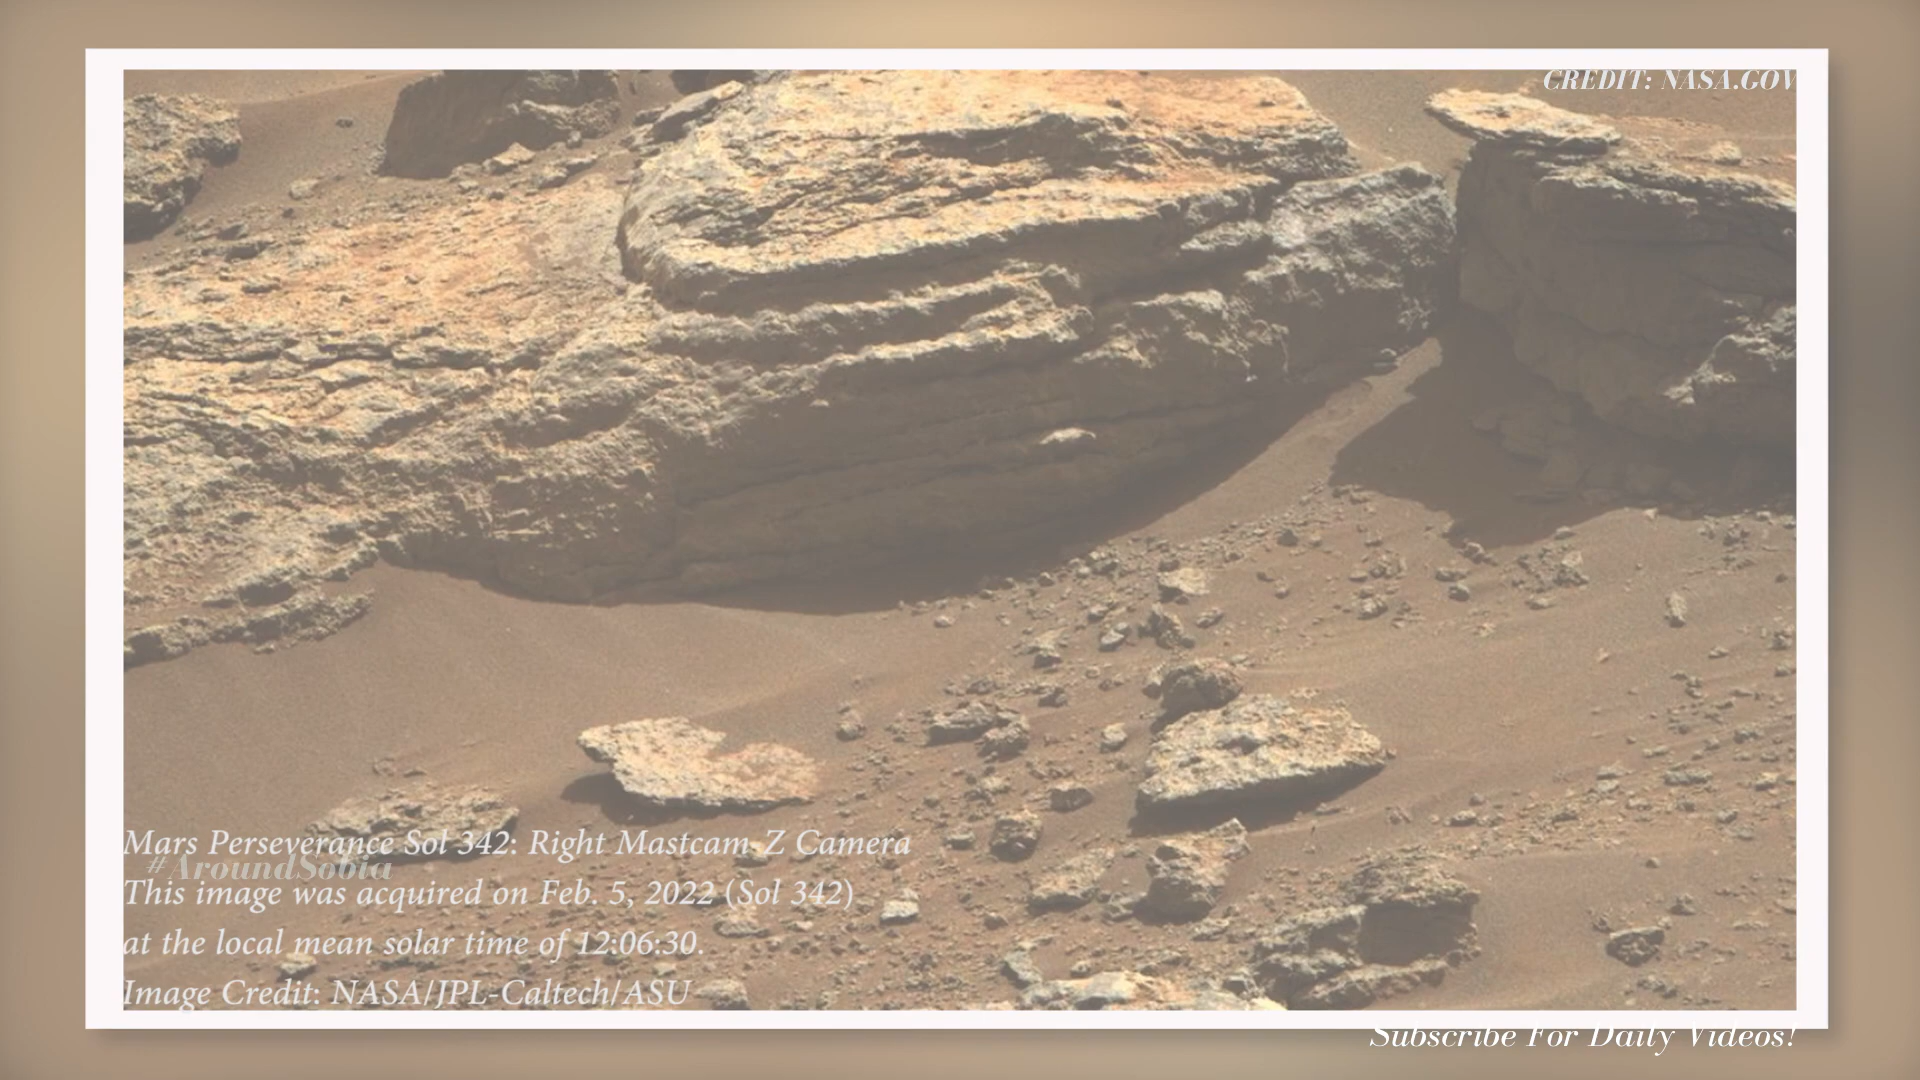 CREDIT: NASA.GOV
Mars Perseverance Sol 342: Right Mastcam-Z Camera
#AroundSobia
This image was acquired on Feb. 5, 2022 (Sol 342)
at the local mean solar time of 12:06:30.
Image Credit: NASA/JPL-Caltech/ASU
Subscribe For Daily Videos!